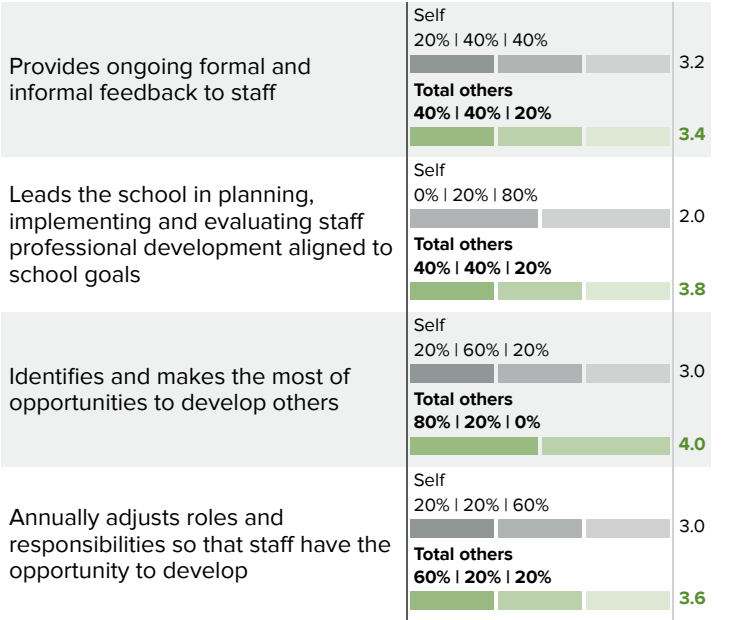 Provides ongoing formal and
informal feedback to staff
Self
20% | 40% | 40%
3.2
Total others
40% | 40% | 20%
3.4
Leads the school in planning,
implementing and evaluating staff
professional development aligned to
school goals
Self
0% | 20% | 80%
2.0
Total others
40% | 40% | 20%
3.8
Identifies and makes the most of
opportunities to develop others
Self
20% | 60% | 20%
3.0
Total others
80% | 20% | 0%
4.0
Annually adjusts roles and
responsibilities so that staff have the
opportunity to develop
Self
20% | 20% | 60%
3.0
Total others
60% | 20% | 20%
3.6